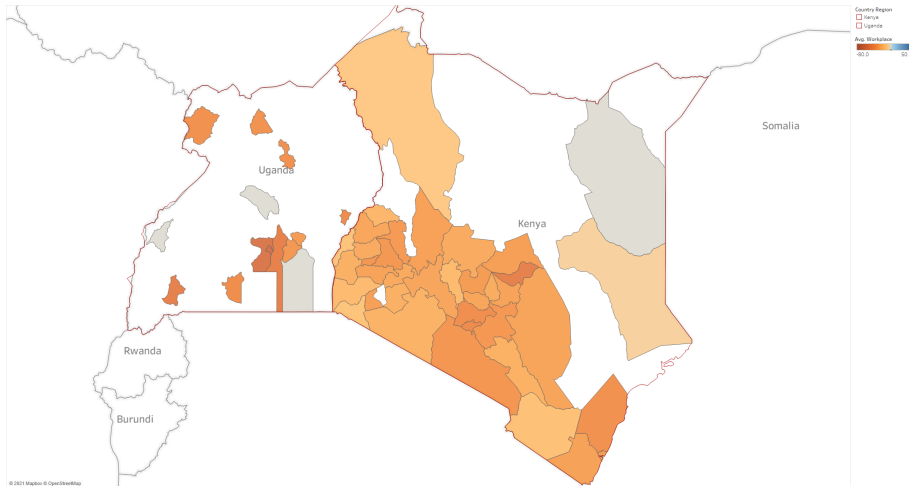 Country Region
Kenya
Uganda
Avg. Workplace
-80.0 50.
Somalia
Uganda
Kenya
Rwanda
Burundi
© 2021 Mapbox © OpenStreetMap